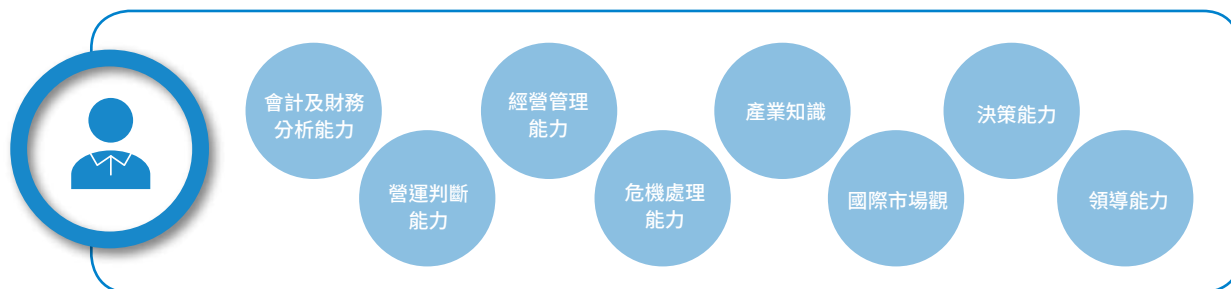 會計及財務
分析能力
營運判斷
能力
經營管理
能力
危機處理
能力
產業知識
國際市場觀
決策能力
領導能力